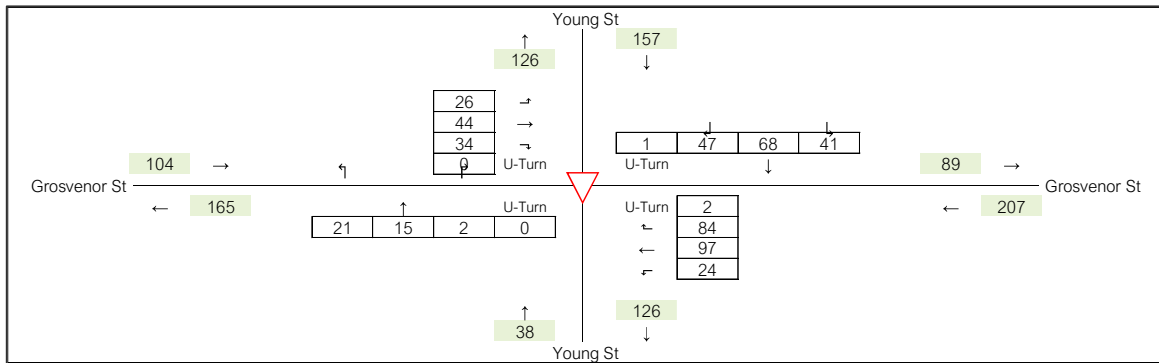 Young St
↑
126
157
↓
26 ⬏
44 →
34 ⬎
0 U-Turn
U-Turn
1 47 68 41
↲ ↓ ↳
104 →
↰ ↱
89 →
Grosvenor St
Grosvenor St
← 165
← 207
↑ U-Turn
21 15 2 0
U-Turn 2
⬑ 84
← 97
⬐ 24
↑
38
126
↓
Young St